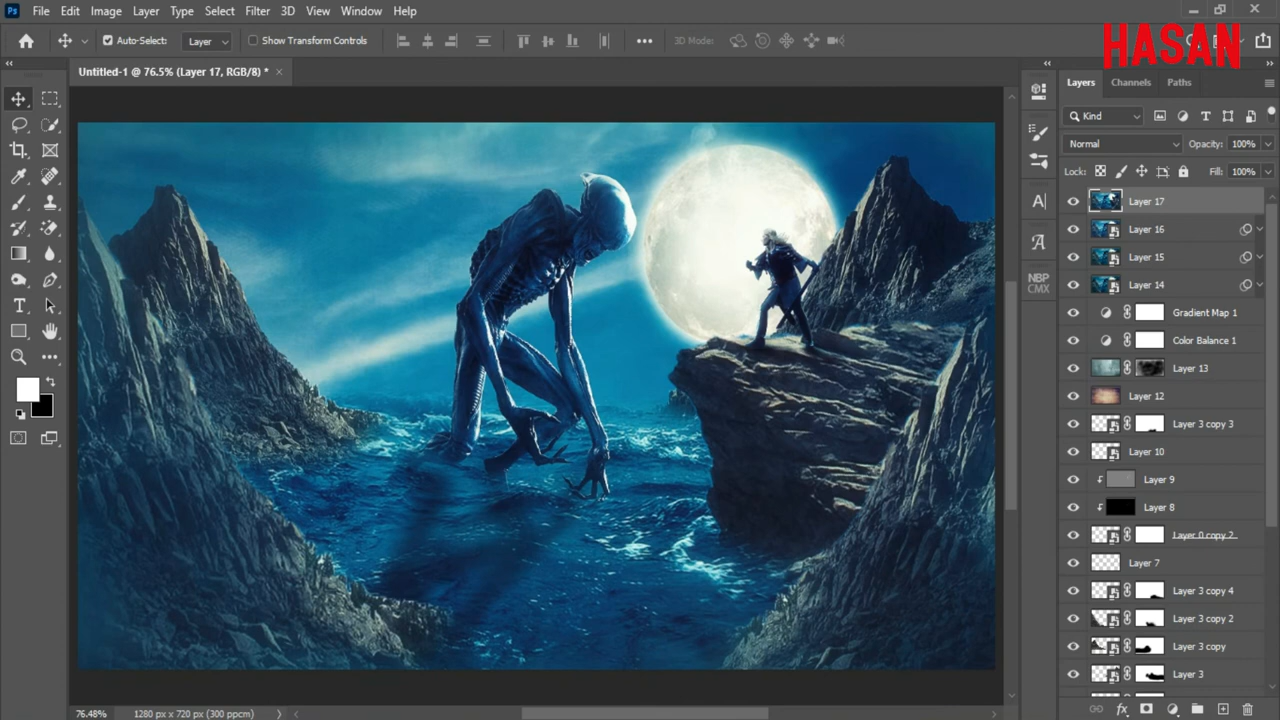 Ps File Edit Image Layer Type Select Filter 3D View Window Help
Auto-Select: Layer Show Transform Controls 3D Mode:
HASAN
Untitled-1 @ 76.5% (Layer 17, RGB/8) * ×
Layers Channels Paths
Kind
Normal Opacity: 100%
Lock: Fill: 100%
Layer 17
Layer 16
Layer 15
Layer 14
NBP
CMX
Gradient Map 1
Color Balance 1
Layer 13
Layer 12
Layer 3 copy 3
Layer 10
Layer 9
Layer 8
Layer 0 copy 2
Layer 7
Layer 3 copy 4
Layer 3 copy 2
Layer 3 copy
Layer 3
76.48% 1280 px x 720 px (300 ppcm)